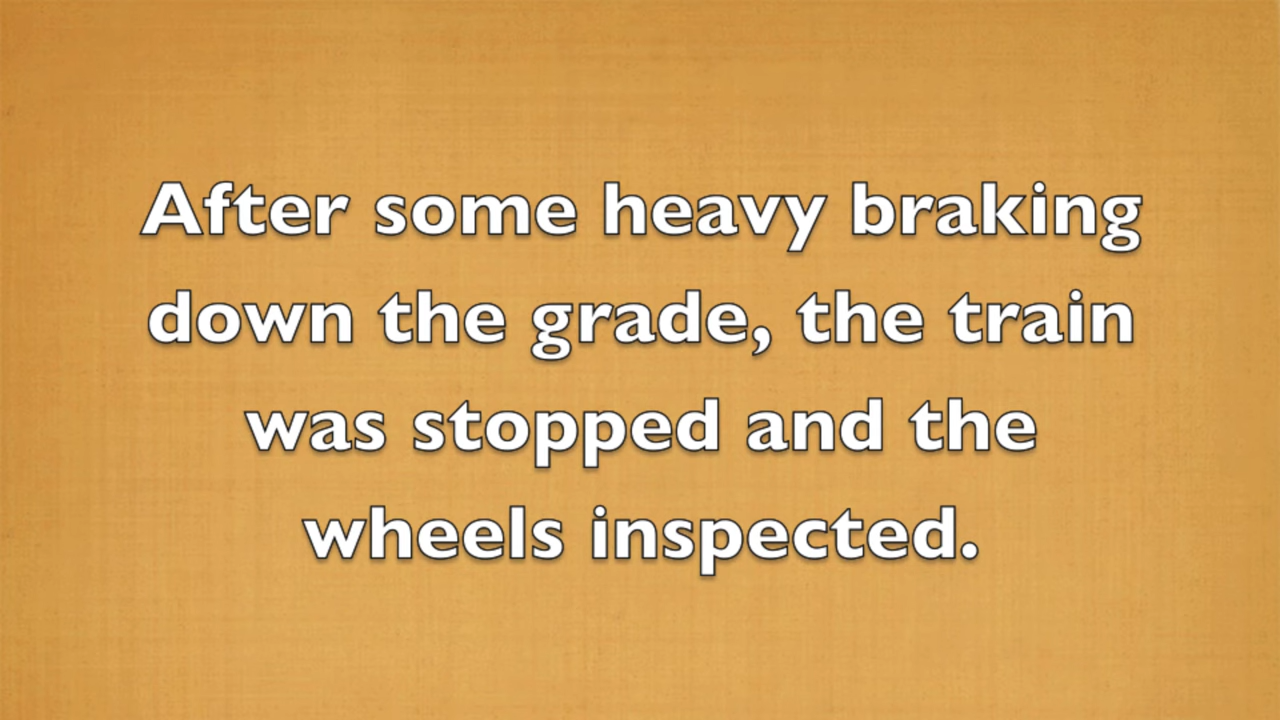 After some heavy braking
down the grade, the train
was stopped and the
wheels inspected.